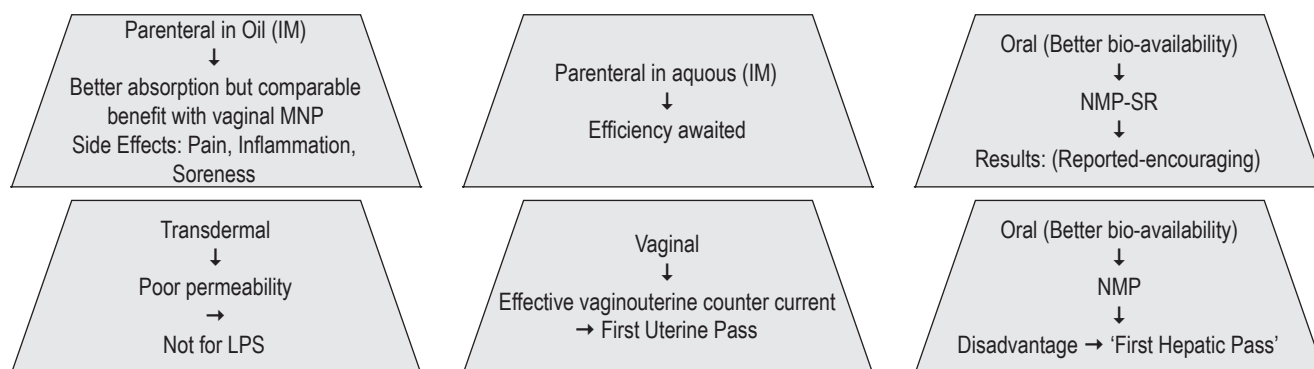 Parenteral in Oil (IM)
↓
Better absorption but comparable
benefit with vaginal MNP
Side Effects: Pain, Inflammation,
Soreness
Parenteral in aquous (IM)
↓
Efficiency awaited
Oral (Better bio-availability)
↓
NMP-SR
↓
Results: (Reported-encouraging)
Transdermal
↓
Poor permeability
→
Not for LPS
Vaginal
↓
Effective vaginouterine counter current
→ First Uterine Pass
Oral (Better bio-availability)
↓
NMP
↓
Disadvantage → ‘First Hepatic Pass’